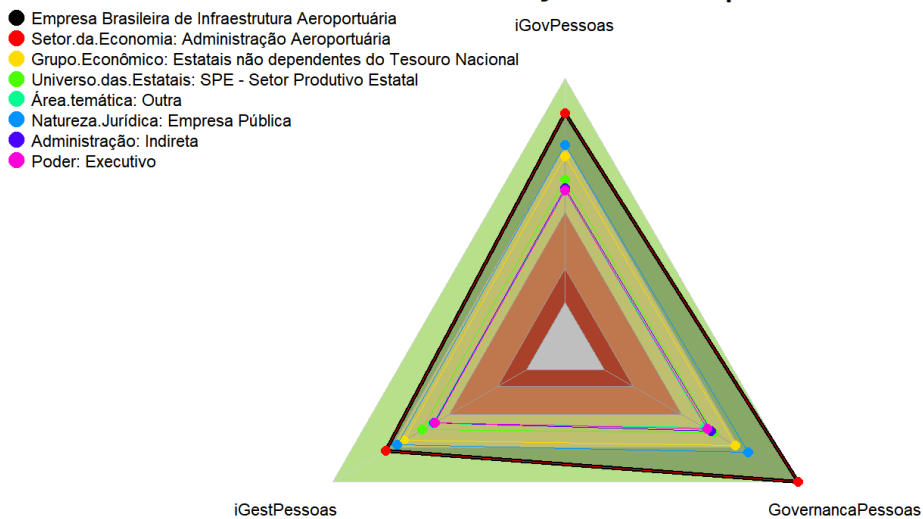 Empresa Brasileira de Infraestrutura Aeroportuária
Setor.da.Economia: Administração Aeroportuária
Grupo.Econômico: Estatais não dependentes do Tesouro Nacional
Universo.das.Estatais: SPE - Setor Produtivo Estatal
Área.temática: Outra
Natureza.Jurídica: Empresa Pública
Administração: Indireta
Poder: Executivo
iGovPessoas
iGestPessoas
GovernancaPessoas